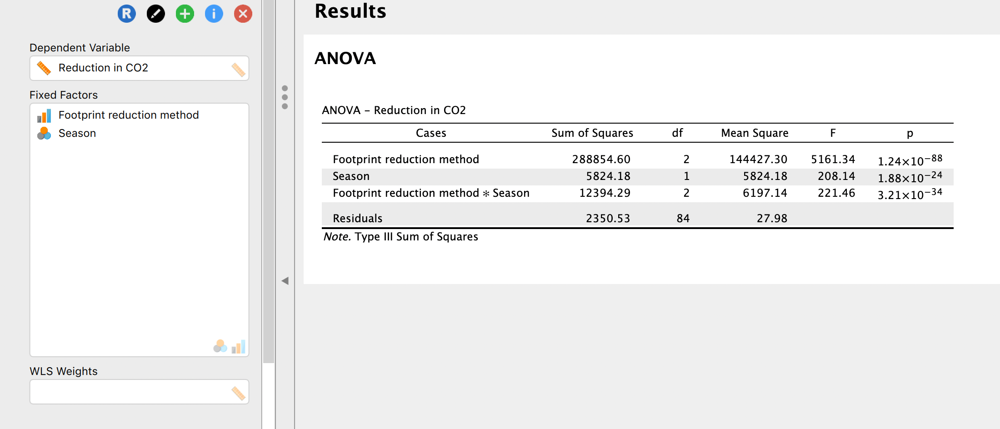 R
Dependent Variable
Reduction in CO2
Fixed Factors
Footprint reduction method
Season
WLS Weights
Results
ANOVA
ANOVA – Reduction in CO2
Cases Sum of Squares df Mean Square F p
Footprint reduction method 288854.60 2 144427.30 5161.34 1.24×10⁻⁸⁸
Season 5824.18 1 5824.18 208.14 1.88×10⁻²⁴
Footprint reduction method ∗ Season 12394.29 2 6197.14 221.46 3.21×10⁻³⁴
Residuals 2350.53 84 27.98
Note. Type III Sum of Squares